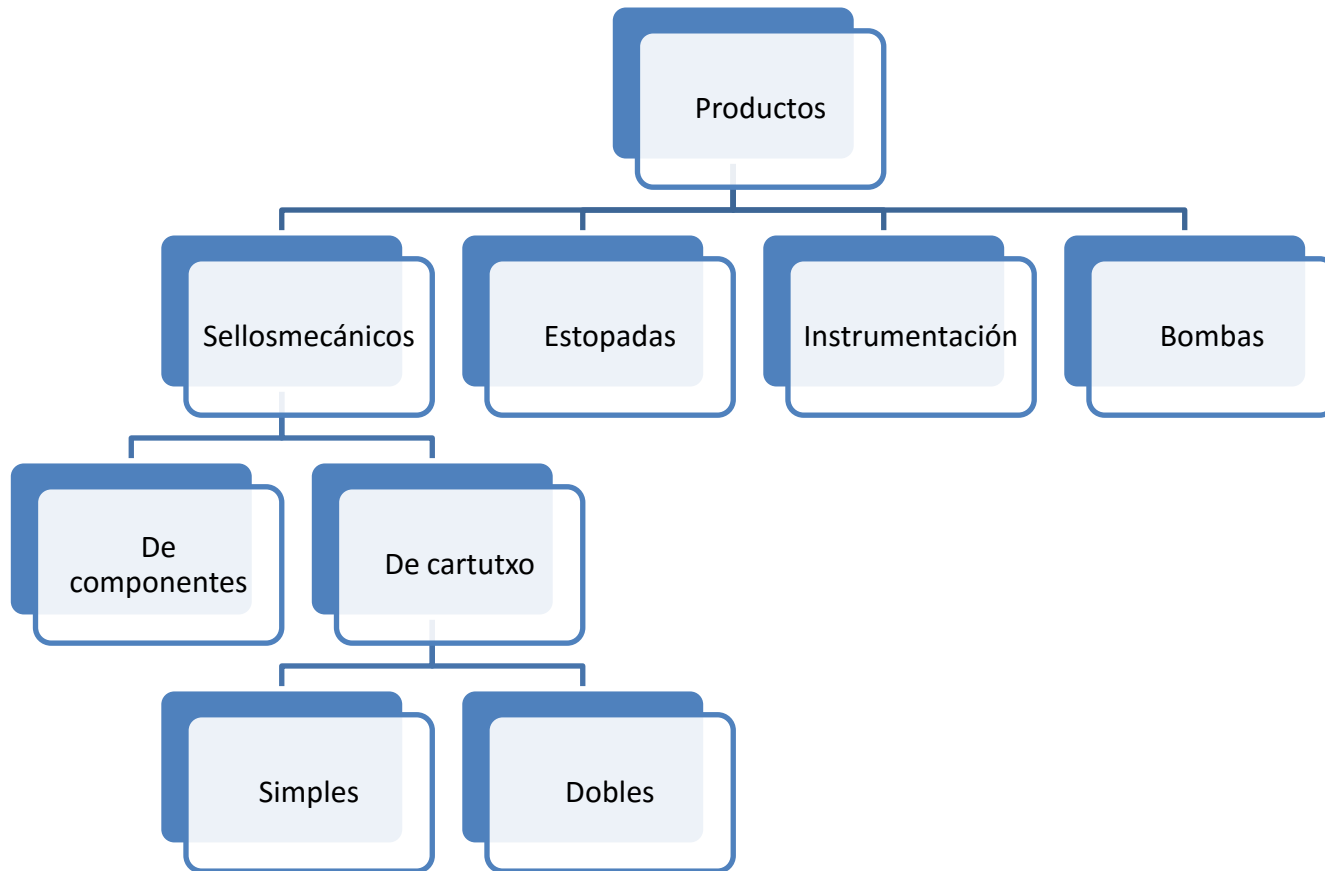 Productos
Sellosmecánicos
Estopadas
Instrumentación
Bombas
De
componentes
De cartutxo
Simples
Dobles